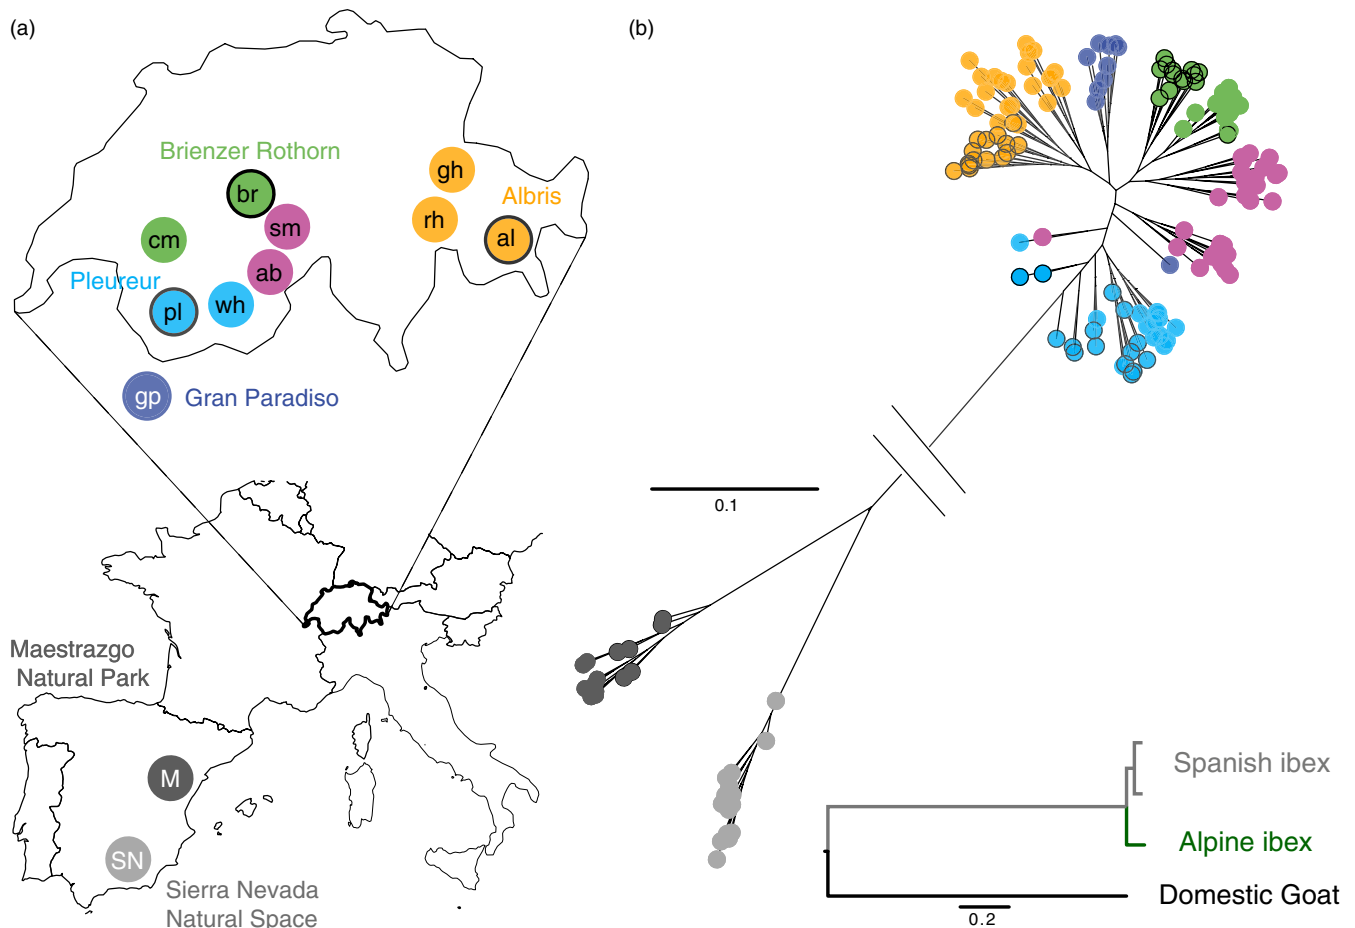 (a)
Brienzer Rothorn
br
gh
Albris
sm
rh
al
cm
ab
Pleureur
pl
wh
gp
Gran Paradiso
Maestrazgo
Natural Park
M
SN
Sierra Nevada
Natural Space
(b)
0.1
Spanish ibex
Alpine ibex
Domestic Goat
0.2